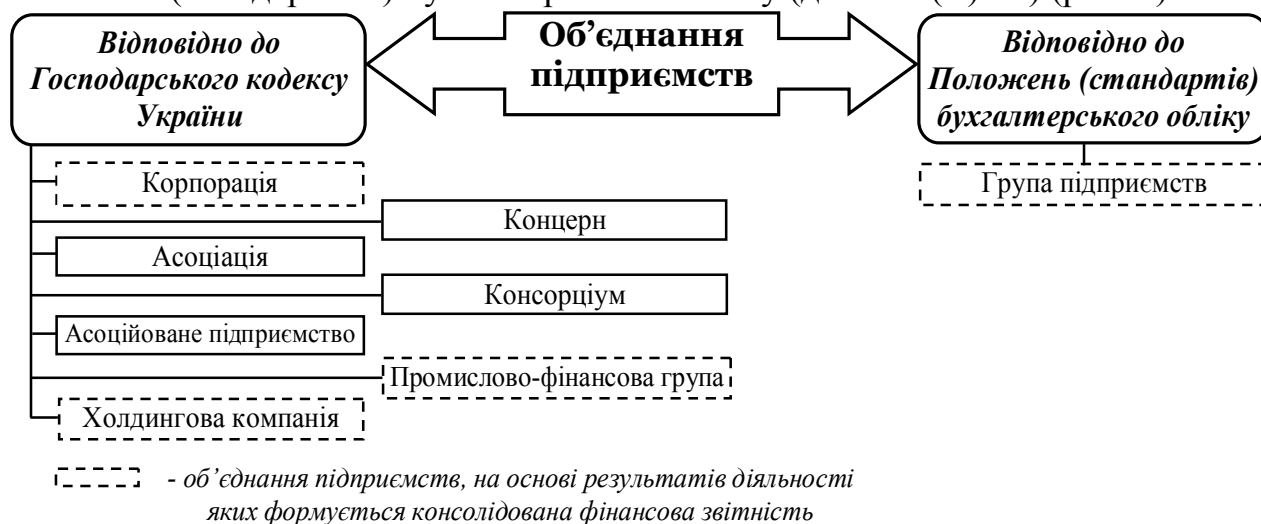 Відповідно до
Господарського кодексу
України
Об’єднання
підприємств
Відповідно до
Положень (стандартів)
бухгалтерського обліку
Корпорація
Група підприємств
Концерн
Асоціація
Консорціум
Асоційоване підприємство
Промислово-фінансова група
Холдингова компанія
- об’єднання підприємств, на основі результатів діяльності
яких формується консолідована фінансова звітність